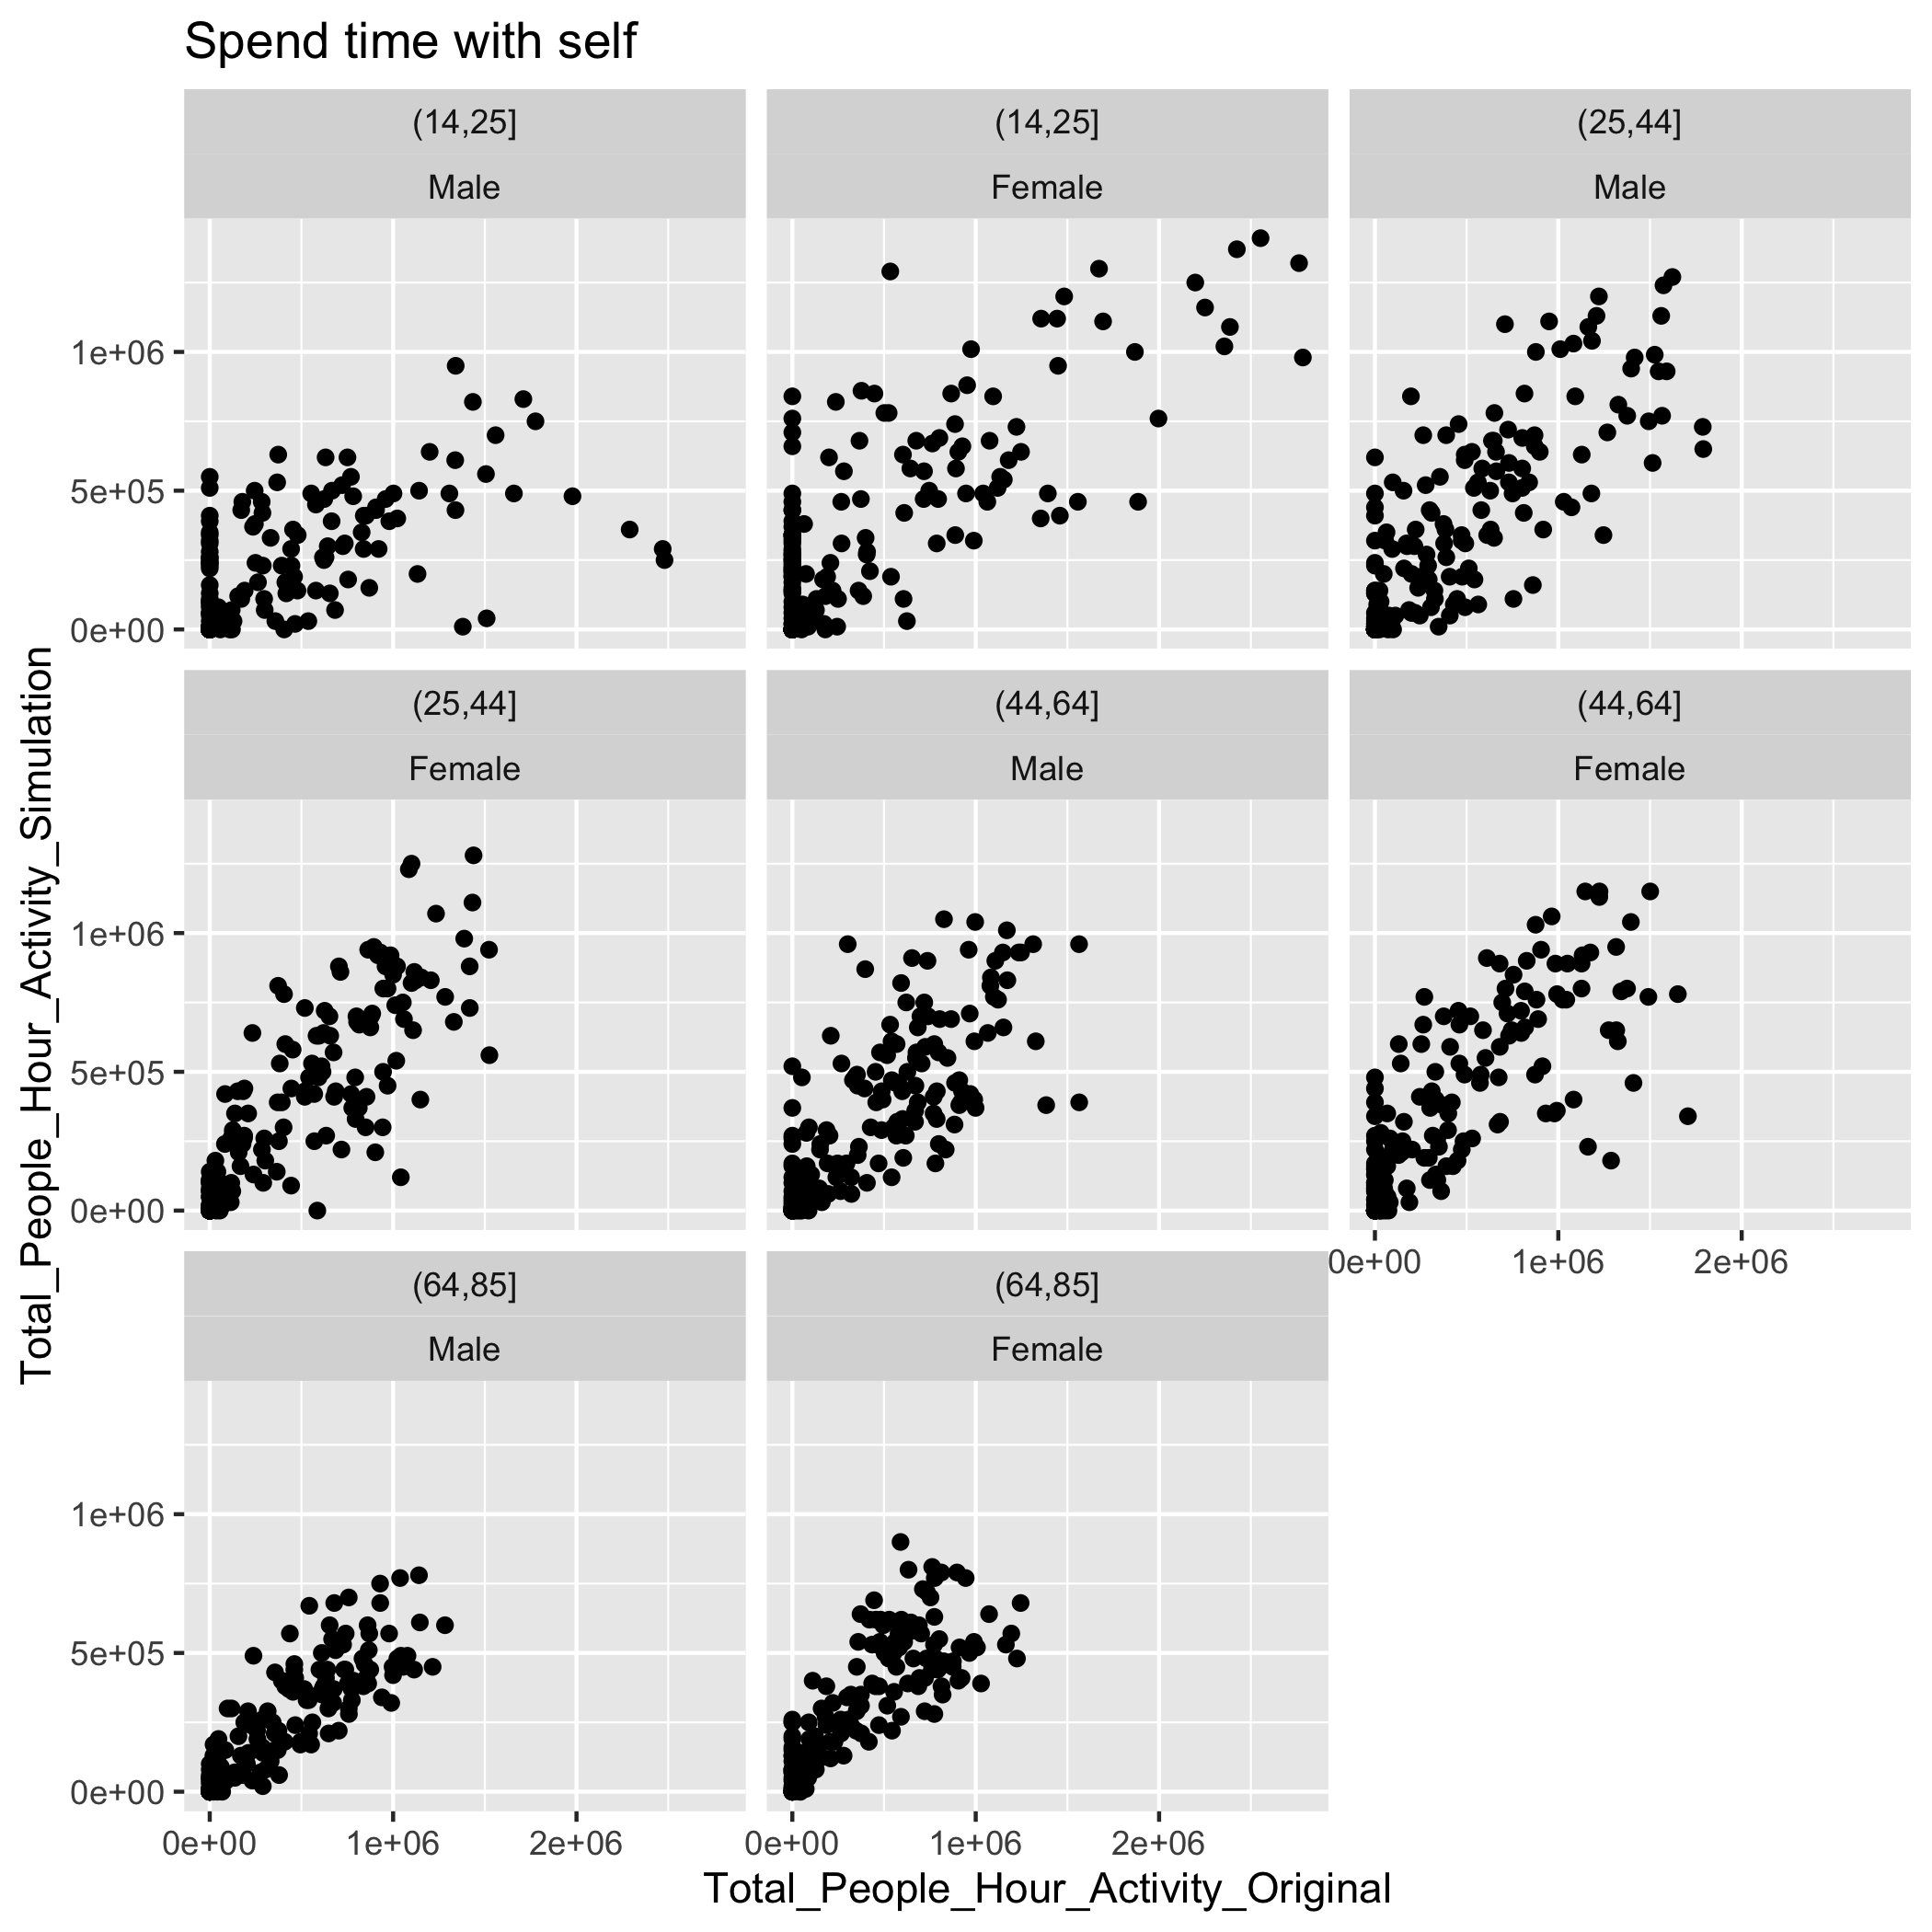 Spend time with self
(14,25]
(14,25]
(25,44]
Male
Female
Male
1e+06
5e+05
0e+00
(25,44]
(44,64]
(44,64]
Female
Male
Female
1e+06
5e+05
0e+00
0e+00
1e+06
2e+06
(64,85]
(64,85]
Male
Female
1e+06
5e+05
0e+00
0e+00
1e+06
2e+06
0e+00
1e+06
2e+06
Total_People_Hour_Activity_Original
Total_People_Hour_Activity_Simulation